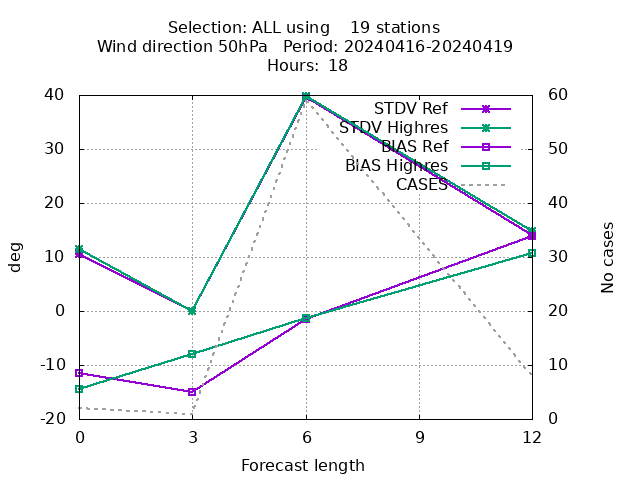 Selection: ALL using    19 stations
Wind direction 50hPa   Period: 20240416-20240419
Hours: 18
40
30
20
10
0
-10
-20
60
50
40
30
20
10
0
0 3 6 9 12
deg
No cases
Forecast length
STDV Ref
STDV Highres
BIAS Ref
BIAS Highres
CASES